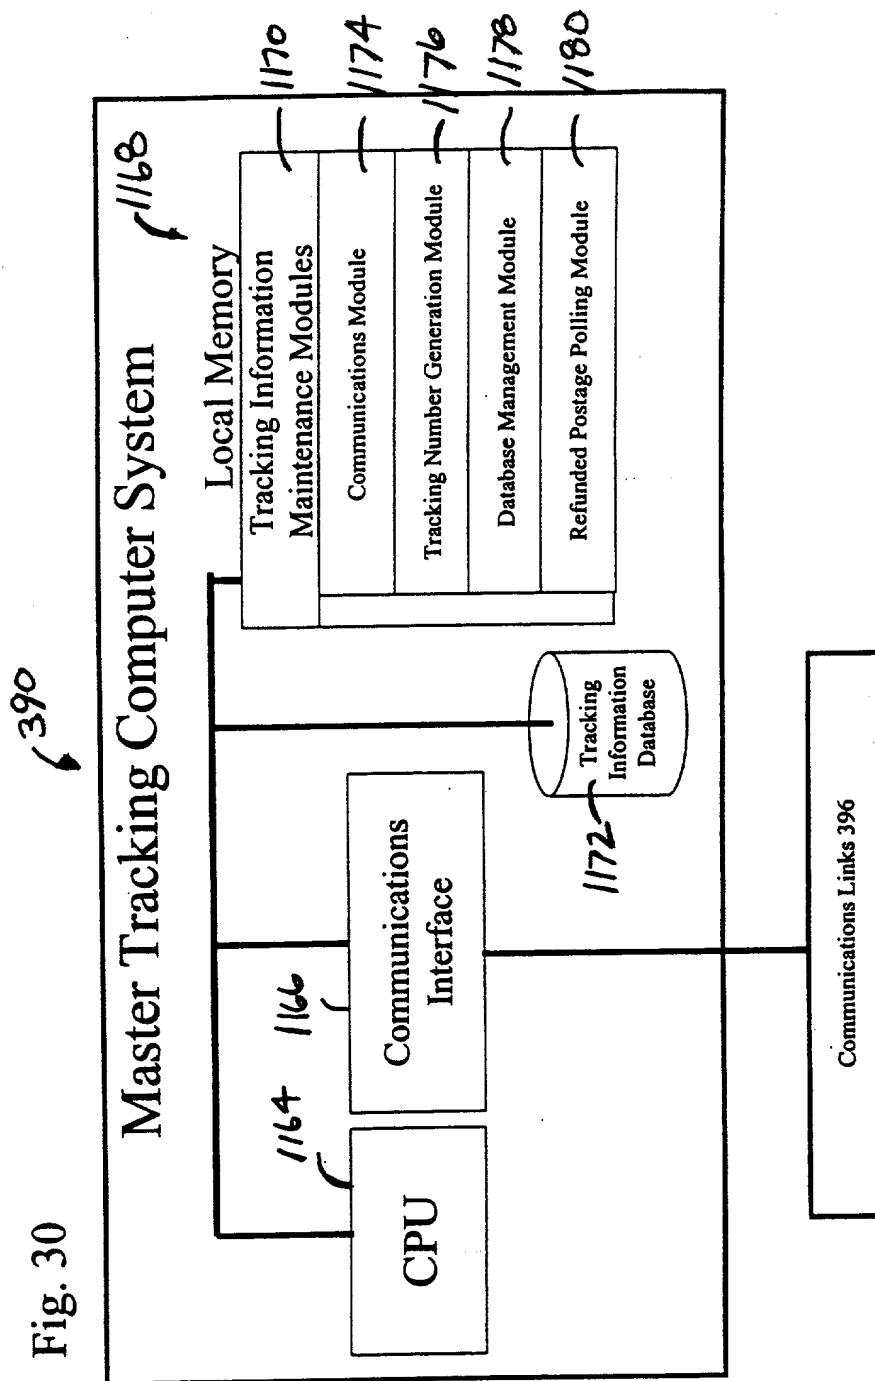 Fig. 30
390
Master Tracking Computer System
1168
Local Memory
1164
CPU
1166
Communications
Interface
1172
Tracking
Information
Database
Tracking Information
Maintenance Modules
1170
Communications Module
1174
Tracking Number Generation Module
1176
Database Management Module
1178
Refunded Postage Polling Module
1180
Communications Links 396